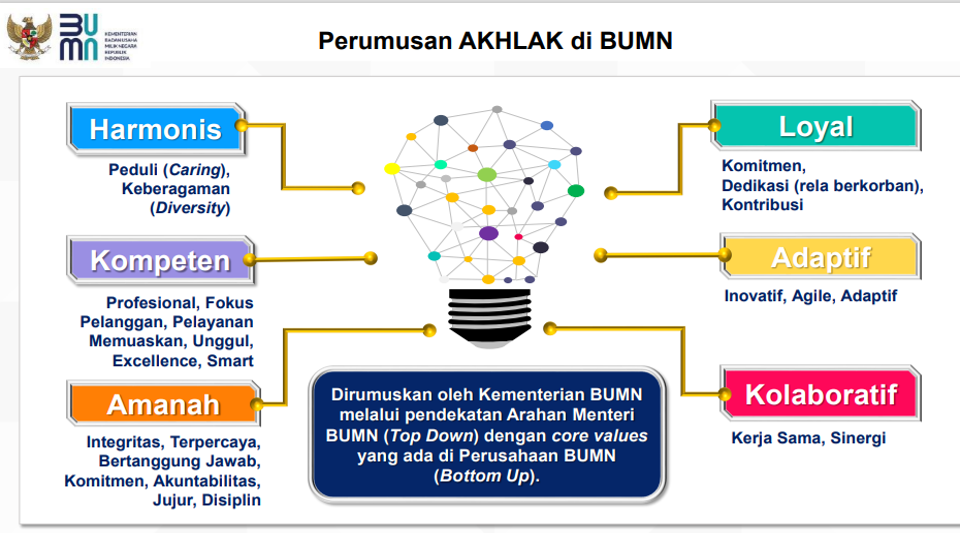 BUMN
KEMENTERIAN
BADAN USAHA
MILIK NEGARA
REPUBLIK
INDONESIA
Perumusan AKHLAK di BUMN
Harmonis
Peduli (Caring),
Keberagaman
(Diversity)
Kompeten
Profesional, Fokus
Pelanggan, Pelayanan
Memuaskan, Unggul,
Excellence, Smart
Amanah
Integritas, Terpercaya,
Bertanggung Jawab,
Komitmen, Akuntabilitas,
Jujur, Disiplin
Dirumuskan oleh Kementerian BUMN
melalui pendekatan Arahan Menteri
BUMN (Top Down) dengan core values
yang ada di Perusahaan BUMN
(Bottom Up).
Loyal
Komitmen,
Dedikasi (rela berkorban),
Kontribusi
Adaptif
Inovatif, Agile, Adaptif
Kolaboratif
Kerja Sama, Sinergi